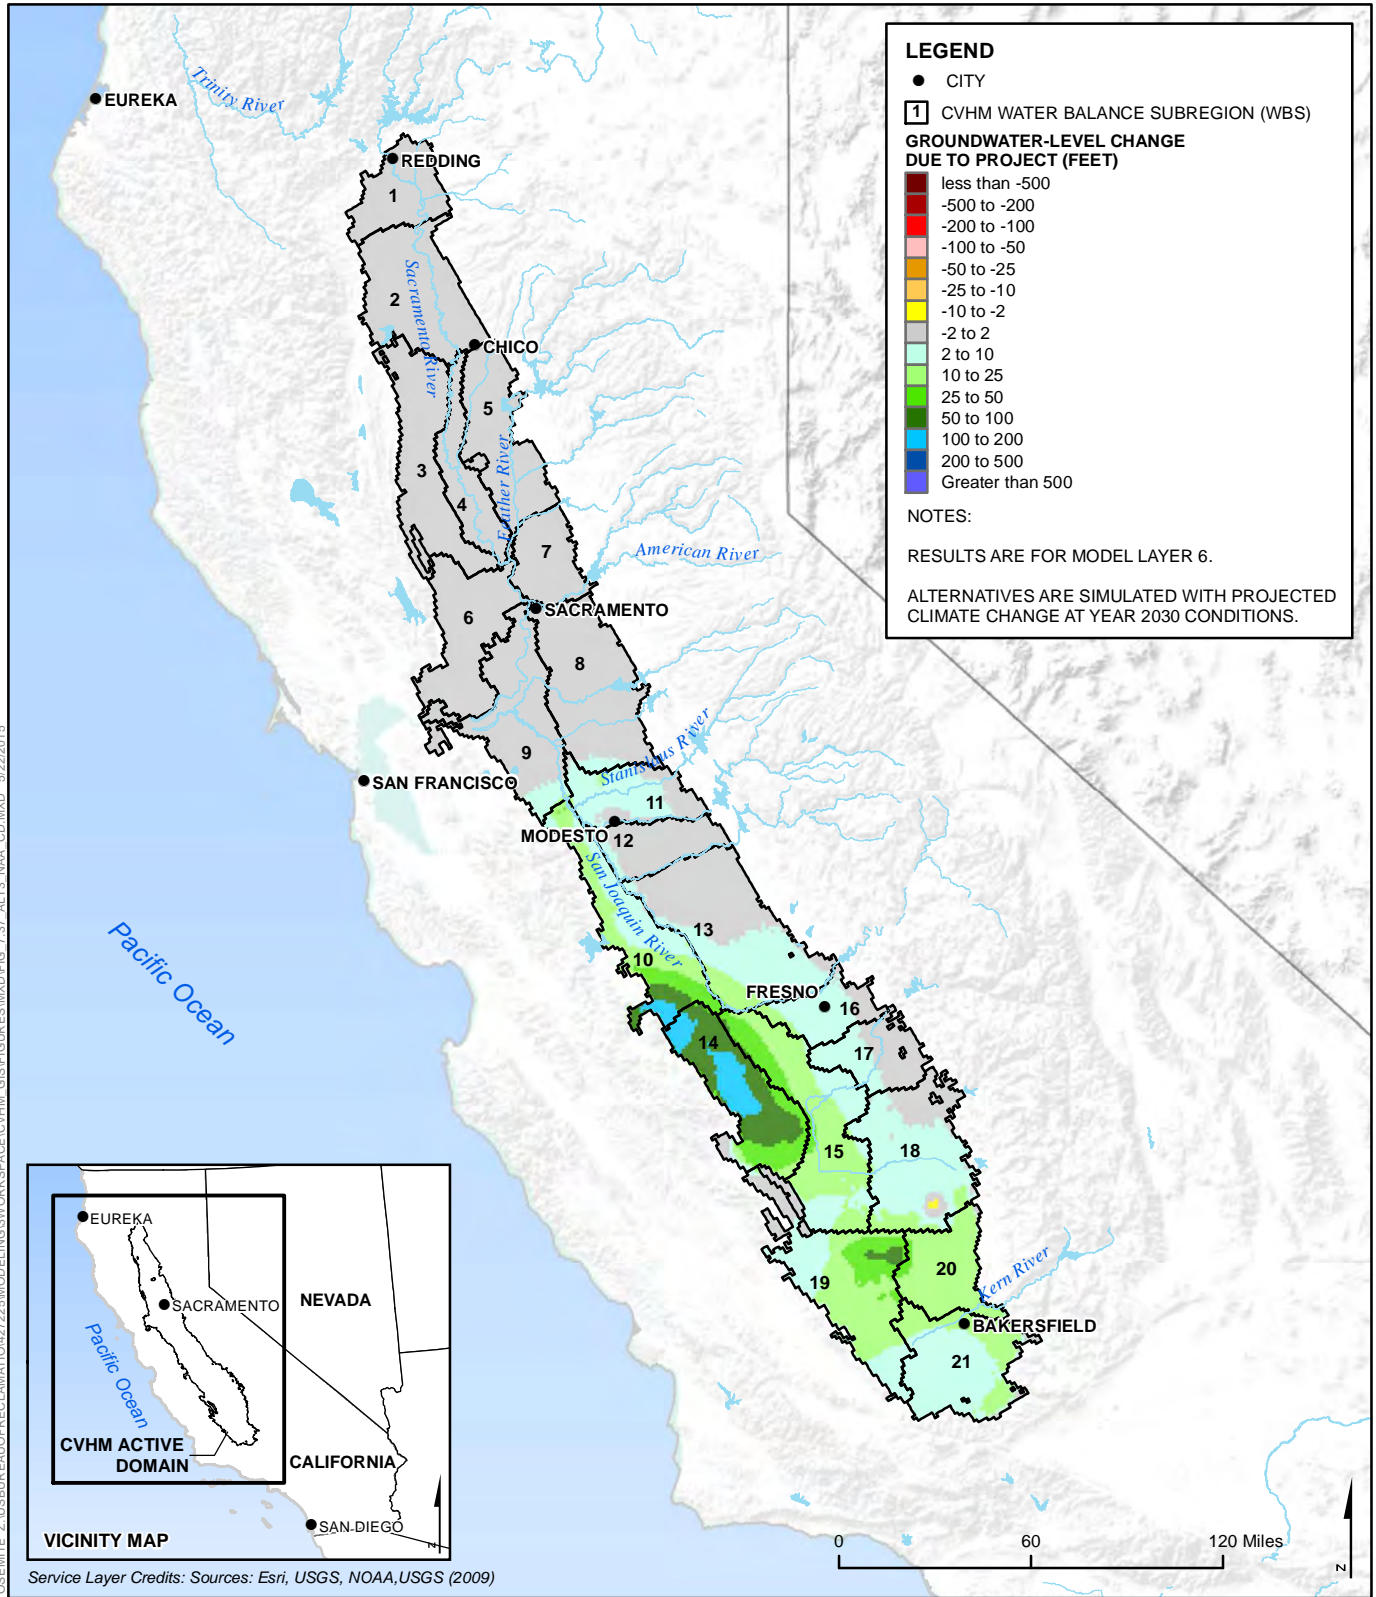 LEGEND
CITY
1 CVHM WATER BALANCE SUBREGION (WBS)
GROUNDWATER-LEVEL CHANGE
DUE TO PROJECT (FEET)
less than -500
-500 to -200
-200 to -100
-100 to -50
-50 to -25
-25 to -10
-10 to -2
-2 to 2
2 to 10
10 to 25
25 to 50
50 to 100
100 to 200
200 to 500
Greater than 500
NOTES:
RESULTS ARE FOR MODEL LAYER 6.
ALTERNATIVES ARE SIMULATED WITH PROJECTED
CLIMATE CHANGE AT YEAR 2030 CONDITIONS.
Trinity River
EUREKA
REDDING
1
2
Sacramento River
CHICO
5
3
4
Feather River
7
American River
SACRAMENTO
6
8
9
Stanislaus River
SAN FRANCISCO
11
MODESTO
12
San Joaquin River
13
10
FRESNO
16
14
17
15
18
Pacific Ocean
19
20
Kern River
BAKERSFIELD
21
EUREKA
SACRAMENTO
NEVADA
Pacific Ocean
CVHM ACTIVE
DOMAIN
CALIFORNIA
SAN DIEGO
VICINITY MAP
N
0 60 120 Miles
N
Service Layer Credits: Sources: Esri, USGS, NOAA,USGS (2009)